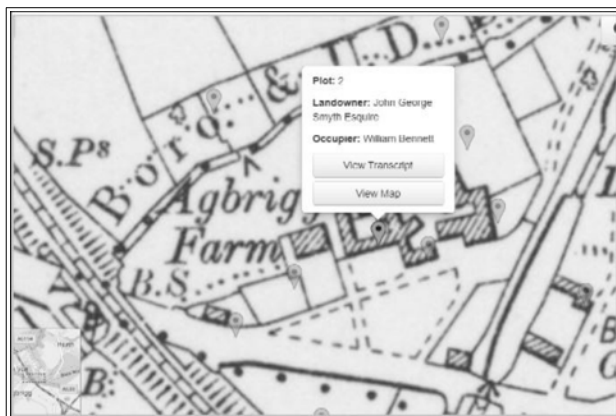 Plot: 2
Landowner: John George
Smyth Esquire
Occupier: William Bennett
View Transcript
View Map
S.Ps
Boro. & U.D.
Agbrigg
Farm
B.S.
B: